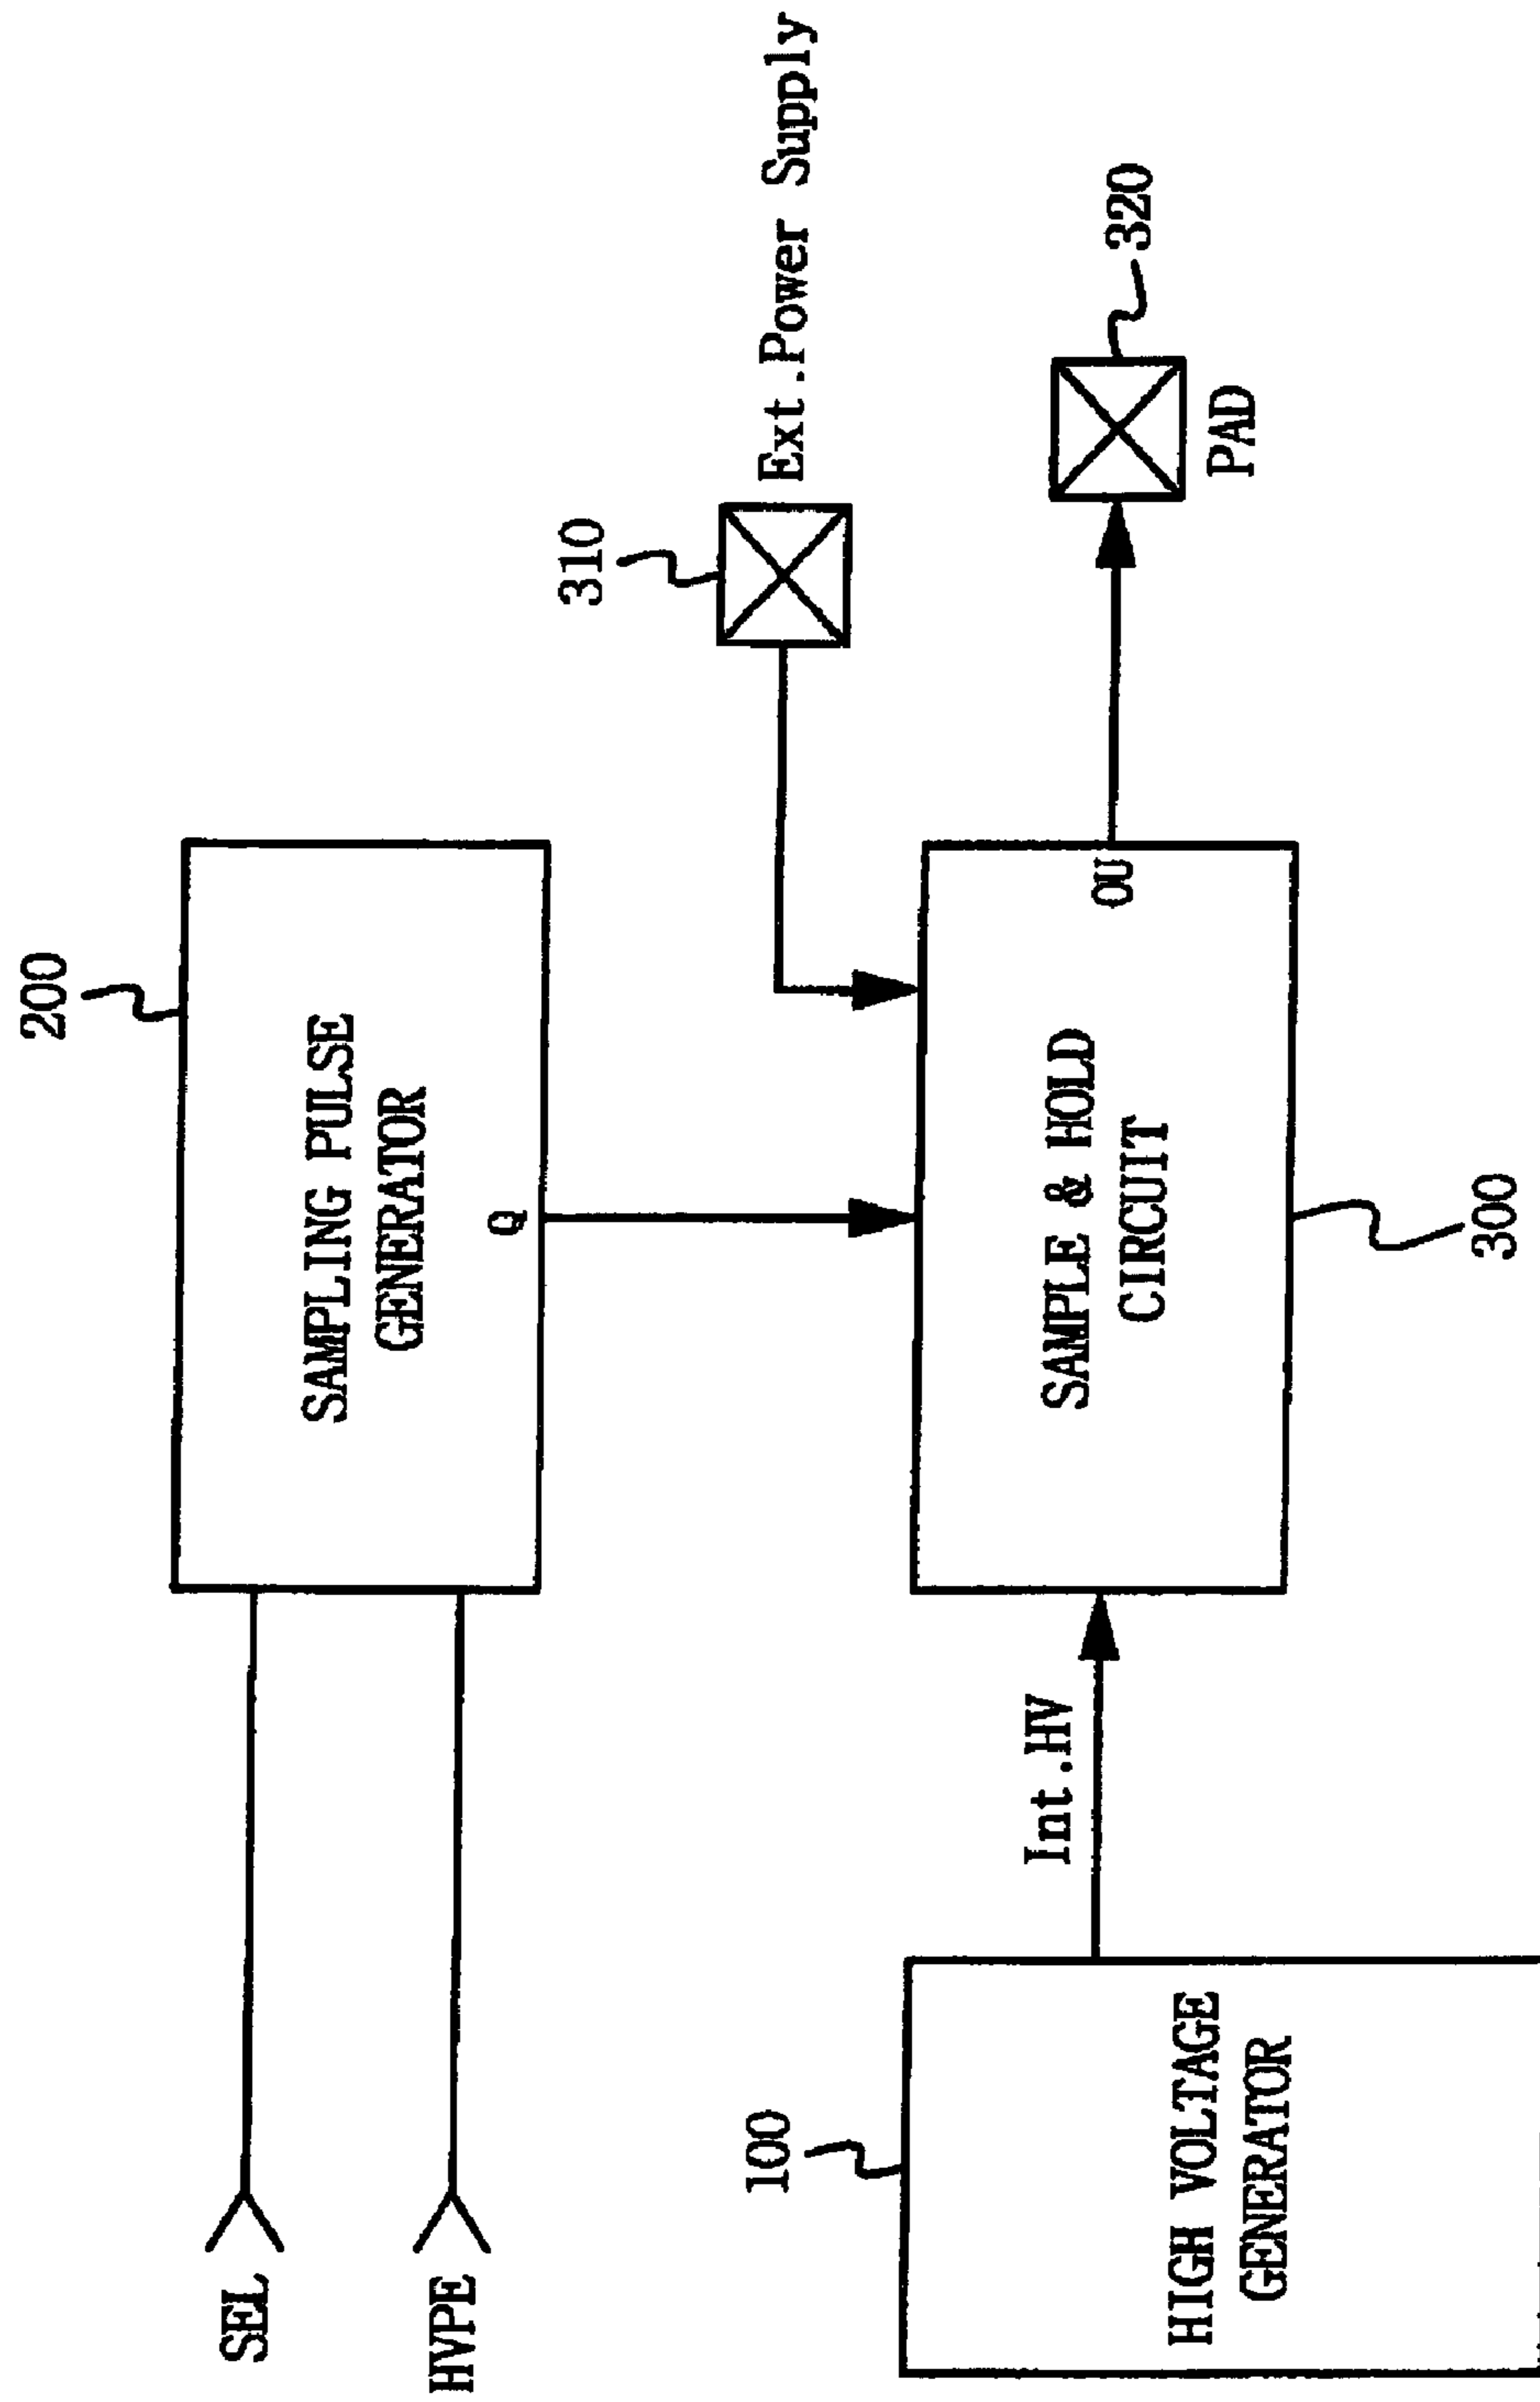 200
SEL
SAMPLING PULSE
GENERATOR
HVPE
Q
310
Ext.Power Supply
100
Int.HV
SAMPLE & HOLD
CIRCUIT
OU
320
PAD
HIGH VOLTAGE
GENERATOR
300